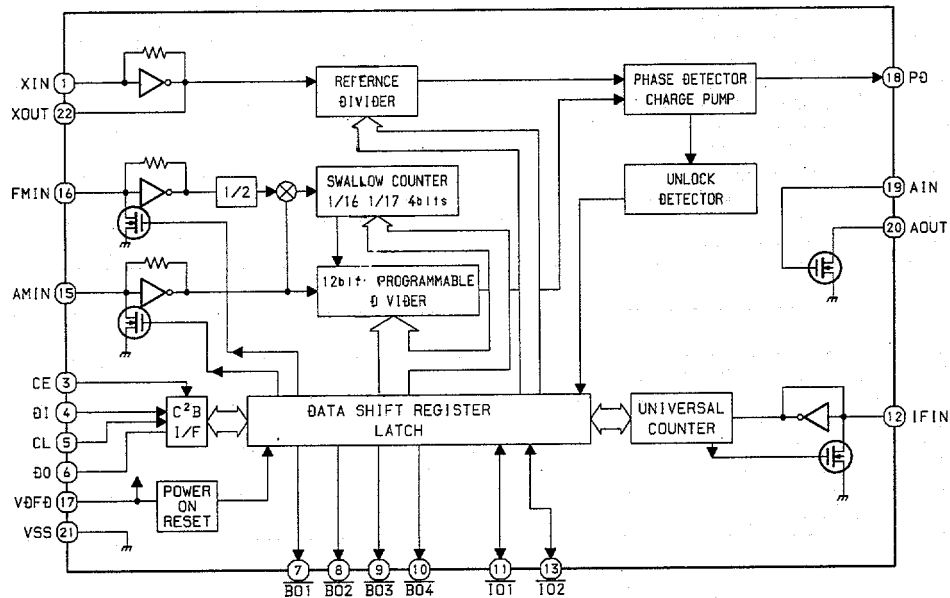 XIN 1
XOUT 22
REFERNCE
DIVIDER
PHASE DETECTOR
CHARGE PUMP
18 PD
FMIN 16
1/2
SWALLOW COUNTER
1/16 1/17 4bits
UNLOCK
DETECTOR
19 AIN
20 AOUT
AMIN 15
12bit PROGRAMMABLE
D VIDER
CE 3
DI 4
CL 5
DO 6
C²B
I/F
DATA SHIFT REGISTER
LATCH
UNIVERSAL
COUNTER
12 IFIN
VDFD 17
POWER
ON
RESET
VSS 21
7 8 9 10 11 13
BO1 BO2 BO3 BO4 IO1 IO2